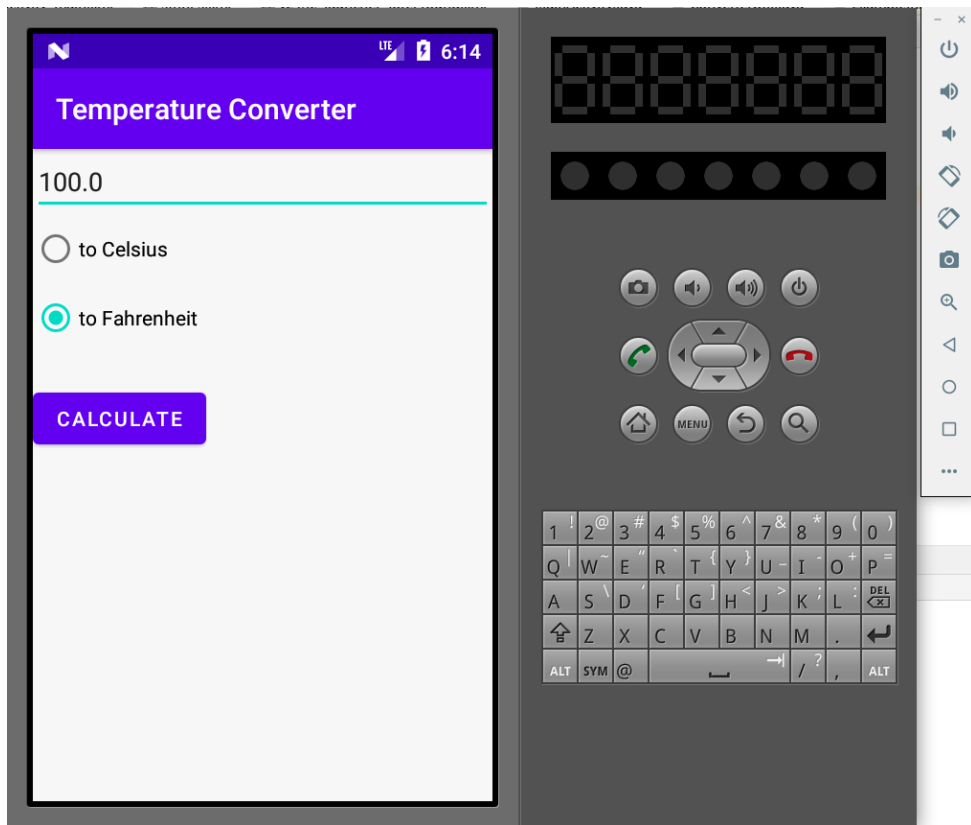 LTE 6:14
Temperature Converter
100.0
to Celsius
to Fahrenheit
CALCULATE
MENU
1 ! 2 @ 3 # 4 $ 5 % 6 ^ 7 & 8 * 9 ( 0 )
Q | W ~ E " R ` T { Y } U _ I - O + P =
A S \ D ' F [ G ] H < J > K ; L : DEL
Z X C V B N M .
ALT SYM @ / ? , ALT